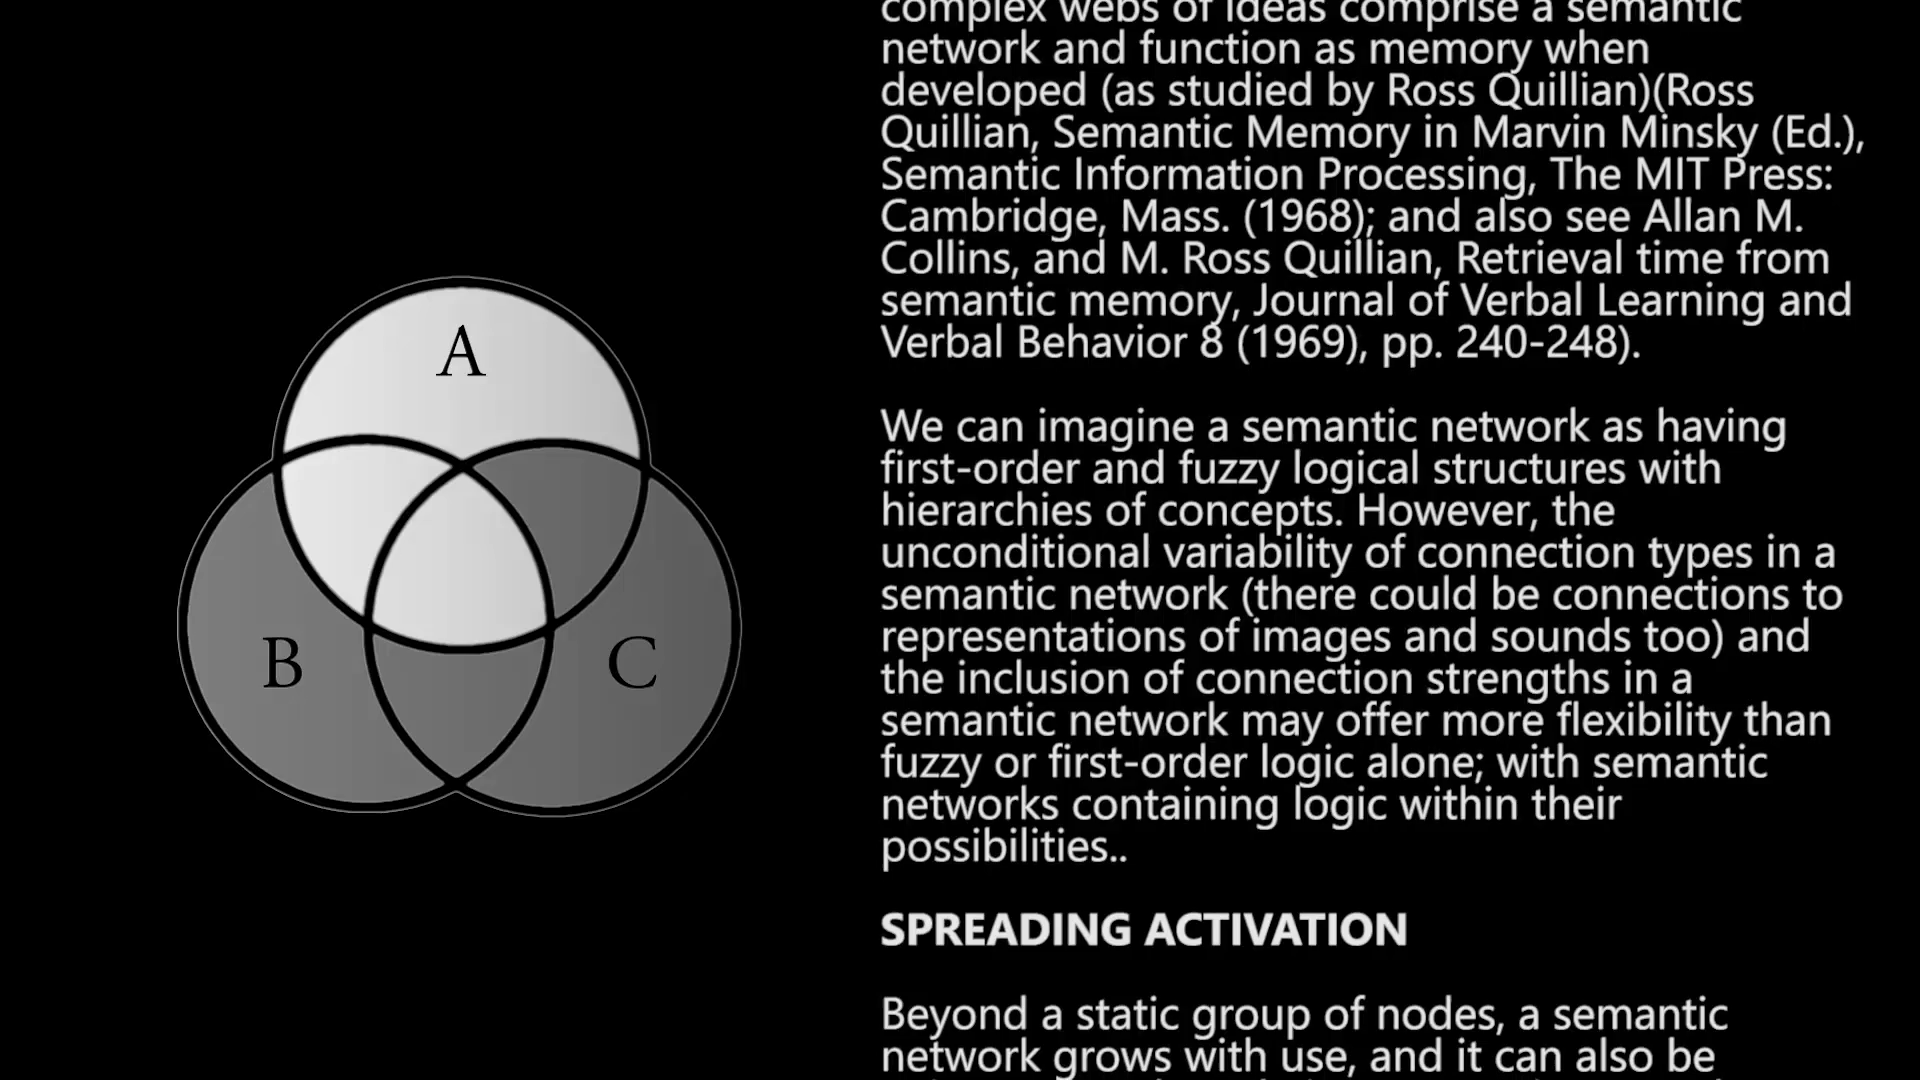 complex webs of ideas comprise a semantic
network and function as memory when
developed (as studied by Ross Quillian)(Ross
Quillian, Semantic Memory in Marvin Minsky (Ed.),
Semantic Information Processing, The MIT Press:
Cambridge, Mass. (1968); and also see Allan M.
Collins, and M. Ross Quillian, Retrieval time from
semantic memory, Journal of Verbal Learning and
Verbal Behavior 8 (1969), pp. 240-248).
We can imagine a semantic network as having
first-order and fuzzy logical structures with
hierarchies of concepts. However, the
unconditional variability of connection types in a
semantic network (there could be connections to
representations of images and sounds too) and
the inclusion of connection strengths in a
semantic network may offer more flexibility than
fuzzy or first-order logic alone; with semantic
networks containing logic within their
possibilities..
SPREADING ACTIVATION
Beyond a static group of nodes, a semantic
network grows with use, and it can also be
A
B
C